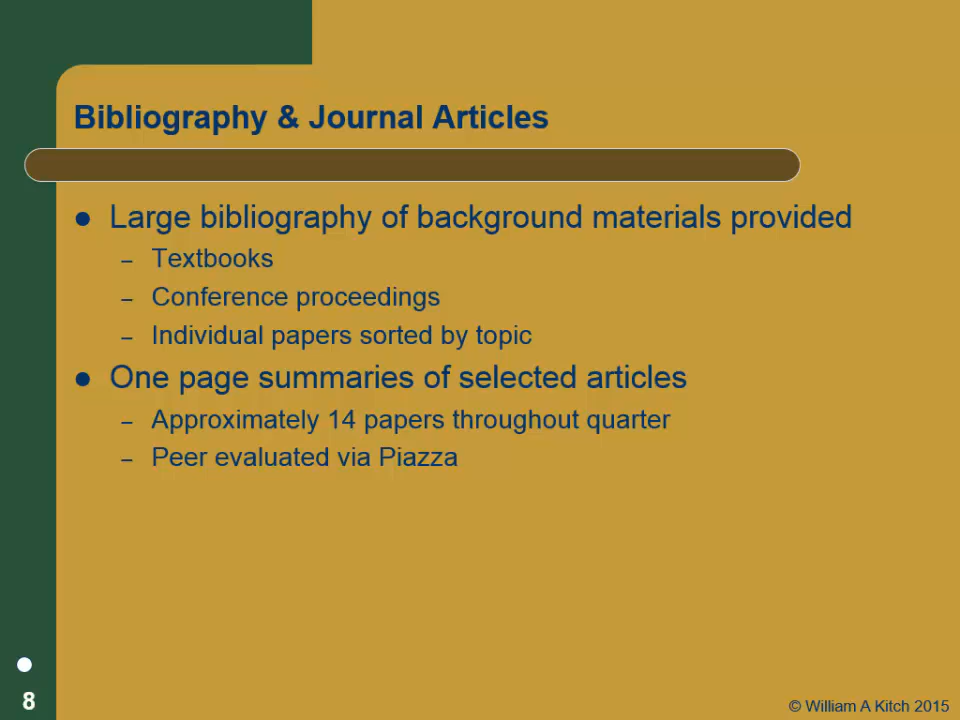 Bibliography & Journal Articles
● Large bibliography of background materials provided
– Textbooks
– Conference proceedings
– Individual papers sorted by topic
● One page summaries of selected articles
– Approximately 14 papers throughout quarter
– Peer evaluated via Piazza
8
© William A Kitch 2015